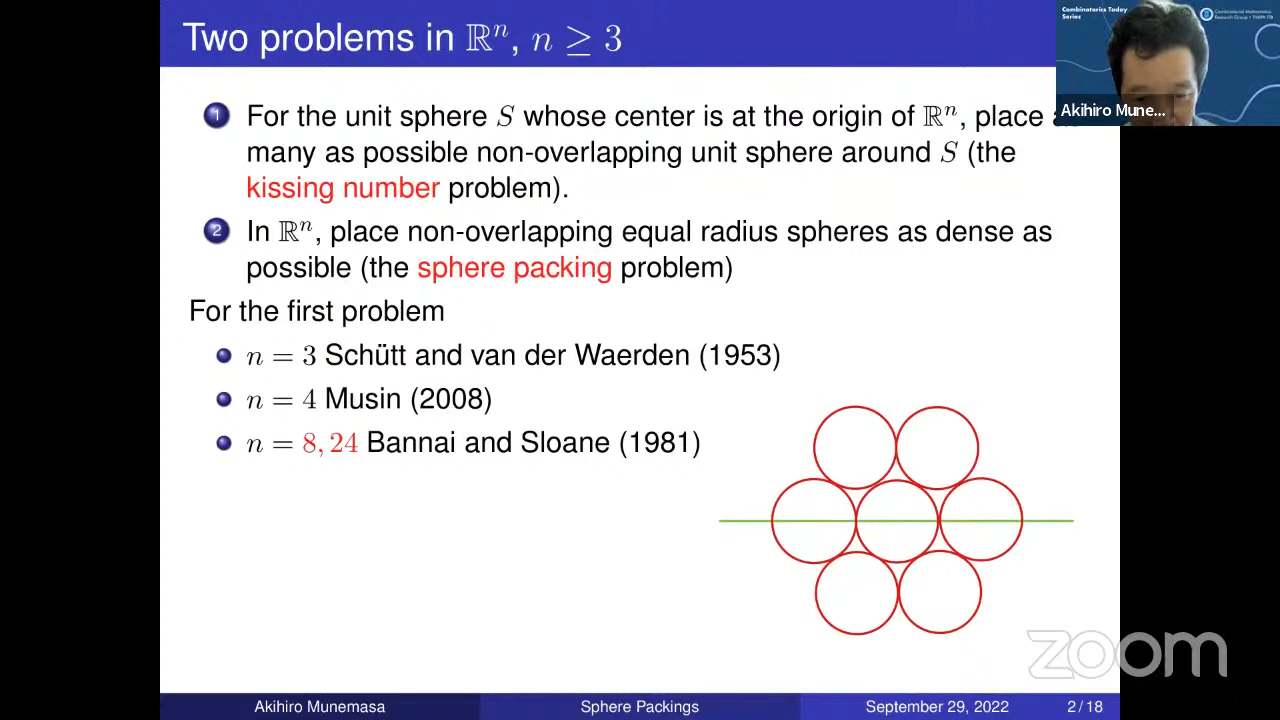 Two problems in ℝⁿ, n ≥ 3
1 For the unit sphere S whose center is at the origin of ℝⁿ, place
many as possible non-overlapping unit sphere around S (the
kissing number problem).
2 In ℝⁿ, place non-overlapping equal radius spheres as dense as
possible (the sphere packing problem)
For the first problem
n = 3 Schütt and van der Waerden (1953)
n = 4 Musin (2008)
n = 8, 24 Bannai and Sloane (1981)
Combinatorics Today
Series
Combinatorial Mathematics
Research Group
Akihiro Mune...
zoom
Akihiro Munemasa
Sphere Packings
September 29, 2022
2 / 18